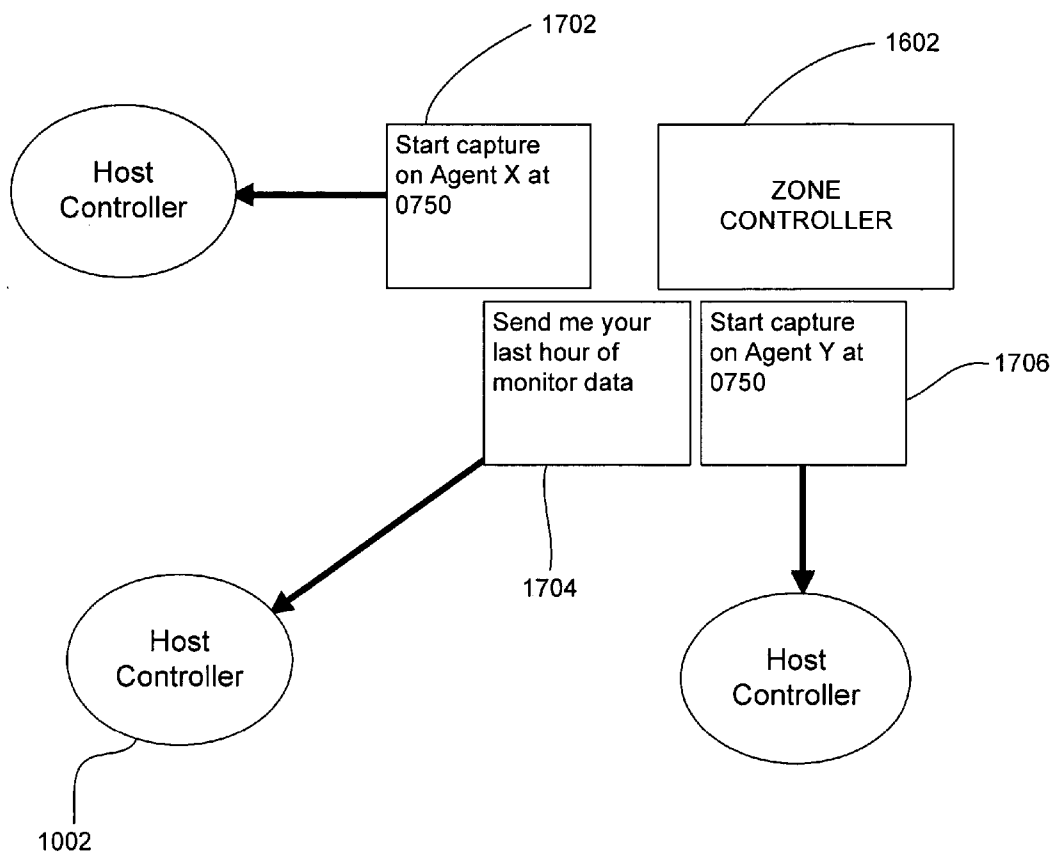 1702
1602
Host
Controller
Start capture
on Agent X at
0750
ZONE
CONTROLLER
Send me your
last hour of
monitor data
Start capture
on Agent Y at
0750
1706
1704
Host
Controller
Host
Controller
1002